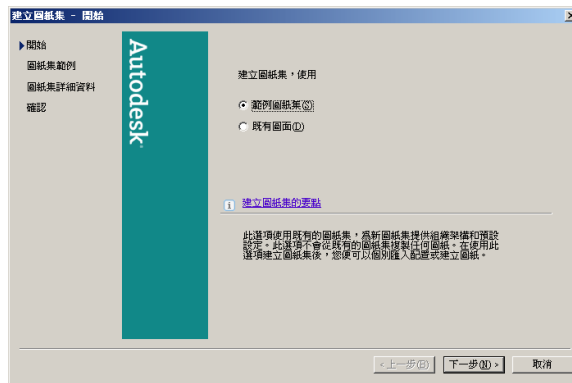 建立圖紙集 - 開始
開始
圖紙集範例
圖紙集詳細資料
確認
Autodesk
建立圖紙集，使用
範例圖紙集(S)
既有圖面(D)
建立圖紙集的要點
此選項使用既有的圖紙集，為新圖紙集提供組織架構和預設
設定。此選項不會從既有的圖紙集複製任何圖紙。在使用此
選項建立圖紙集後，您便可以個別匯入配置或建立圖紙。
<上一步(B)
下一步(N) >
取消